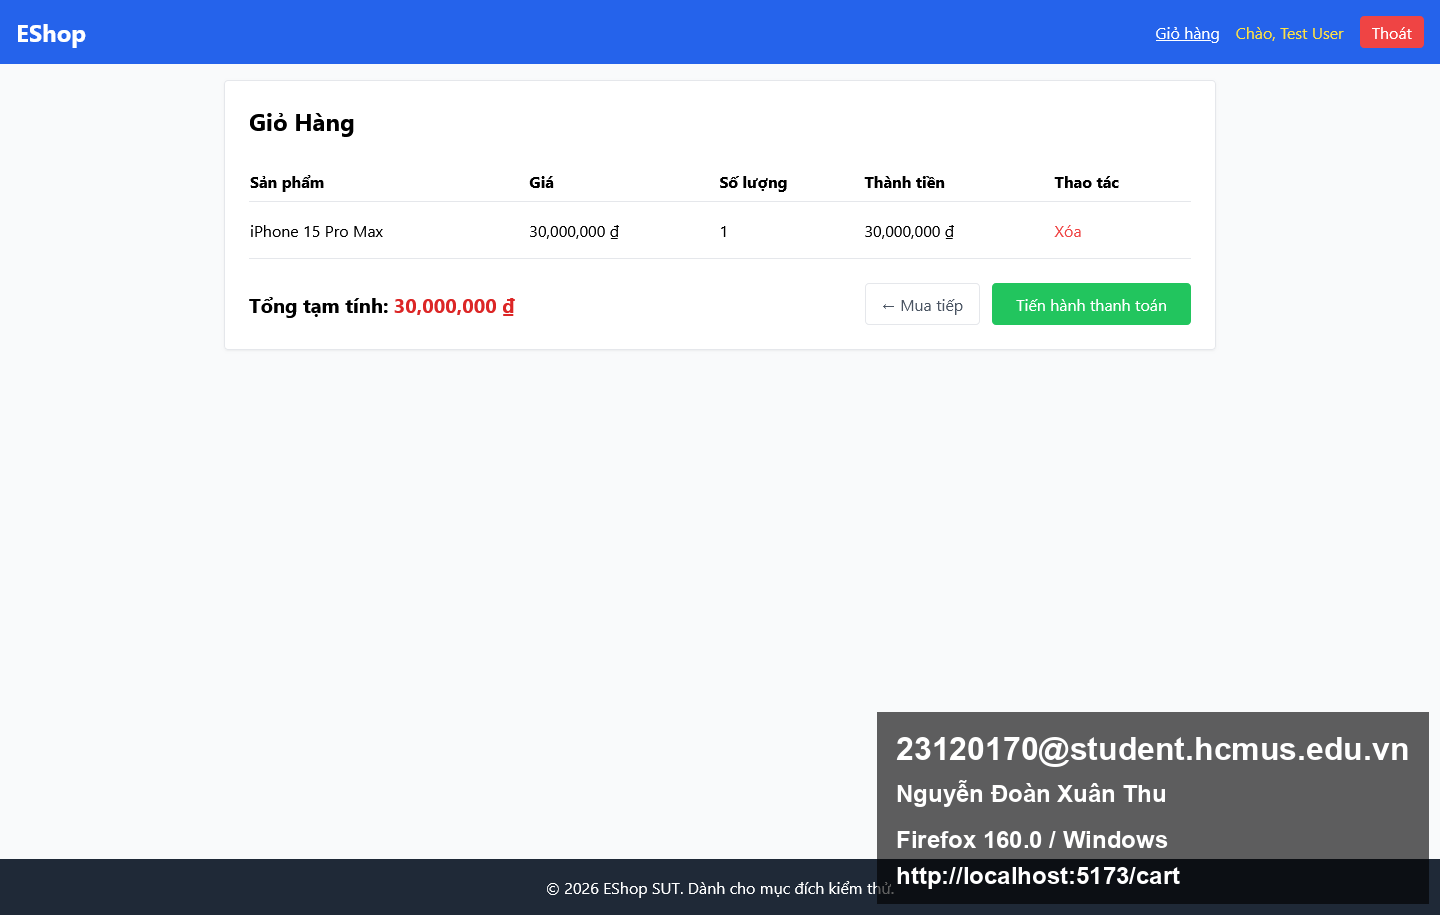 EShop
Giỏ hàng Chào, Test User Thoát
Giỏ Hàng
Sản phẩm Giá Số lượng Thành tiền Thao tác
iPhone 15 Pro Max 30,000,000 ₫ 1 30,000,000 ₫ Xóa
Tổng tạm tính: 30,000,000 ₫ ← Mua tiếp Tiến hành thanh toán
23120170@student.hcmus.edu.vn
Nguyễn Đoàn Xuân Thu
Firefox 160.0 / Windows
http://localhost:5173/cart
© 2026 EShop SUT. Dành cho mục đích kiểm thử.